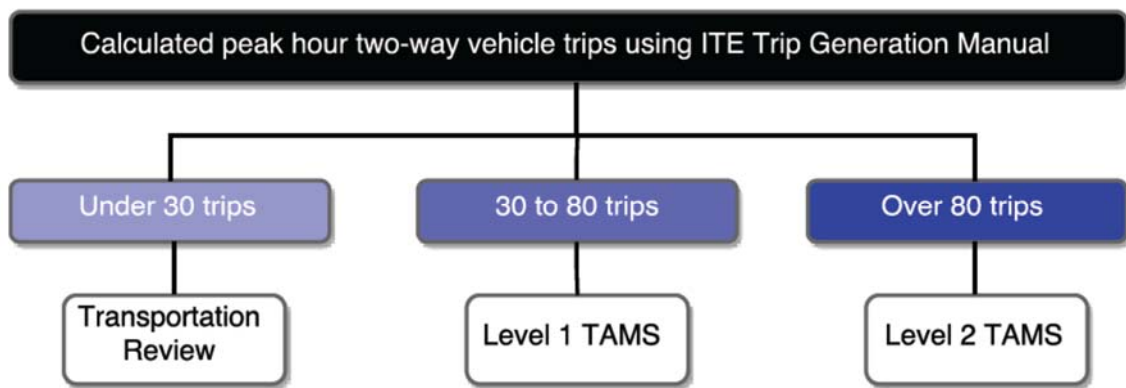 Calculated peak hour two-way vehicle trips using ITE Trip Generation Manual
Under 30 trips
30 to 80 trips
Over 80 trips
Transportation
Review
Level 1 TAMS
Level 2 TAMS